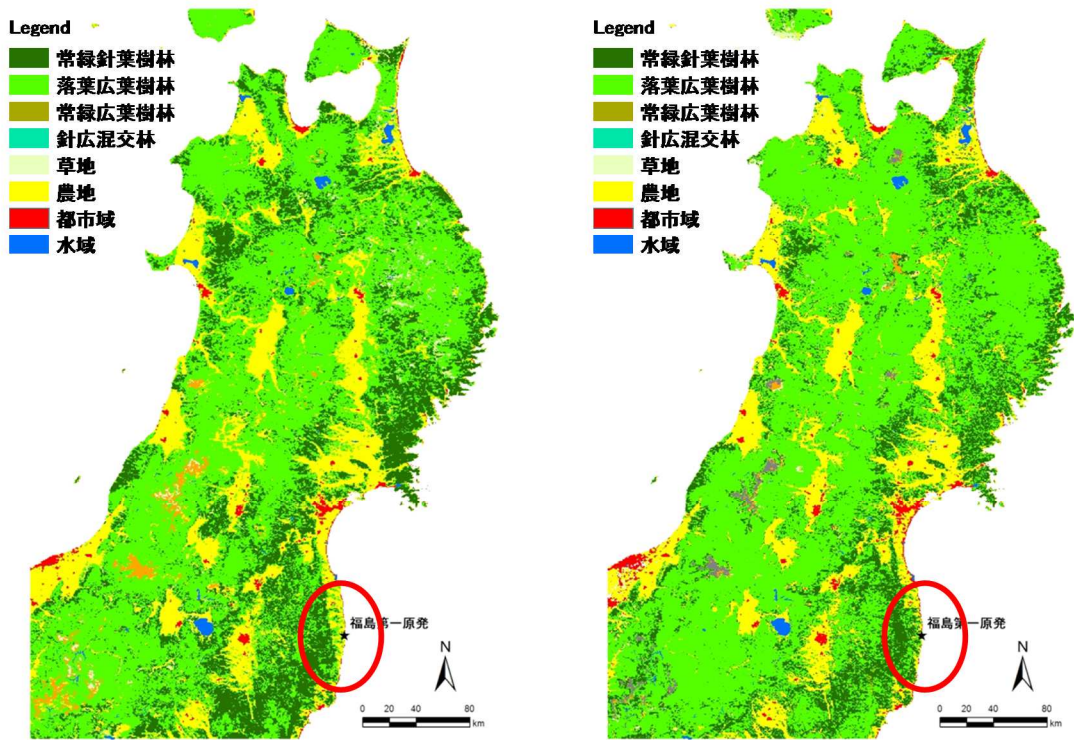 Legend
常緑針葉樹林
落葉広葉樹林
常緑広葉樹林
針広混交林
草地
農地
都市域
水域
福島第一原発
N
0 20 40 80
km
Legend
常緑針葉樹林
落葉広葉樹林
常緑広葉樹林
針広混交林
草地
農地
都市域
水域
福島第一原発
N
0 20 40 80
km